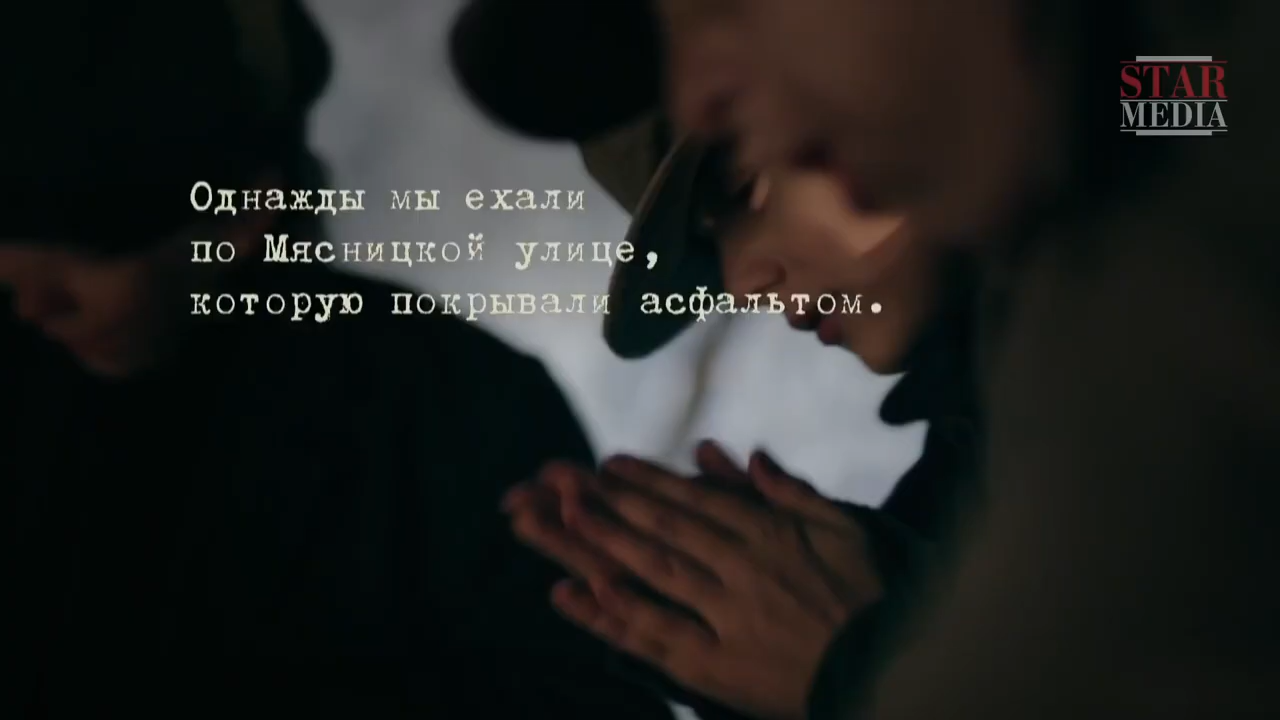 STAR
MEDIA
Однажды мы ехали
по Мясницкой улице,
которую покрывали асфальтом.